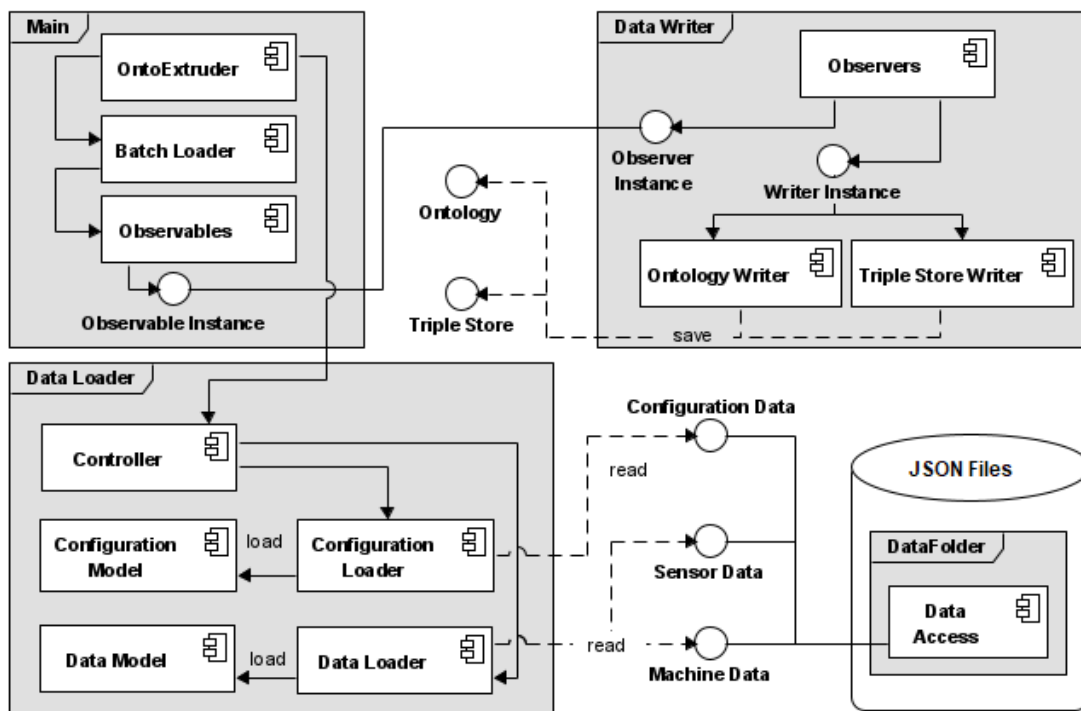 Main
OntoExtruder
Batch Loader
Observables
Observable Instance
Ontology
Triple Store
Data Writer
Observers
Observer
Instance
Writer Instance
Ontology Writer
Triple Store Writer
save
Data Loader
Controller
Configuration
Model
load
Configuration
Loader
Data Model
load
Data Loader
Configuration Data
read
Sensor Data
read
Machine Data
JSON Files
DataFolder
Data
Access